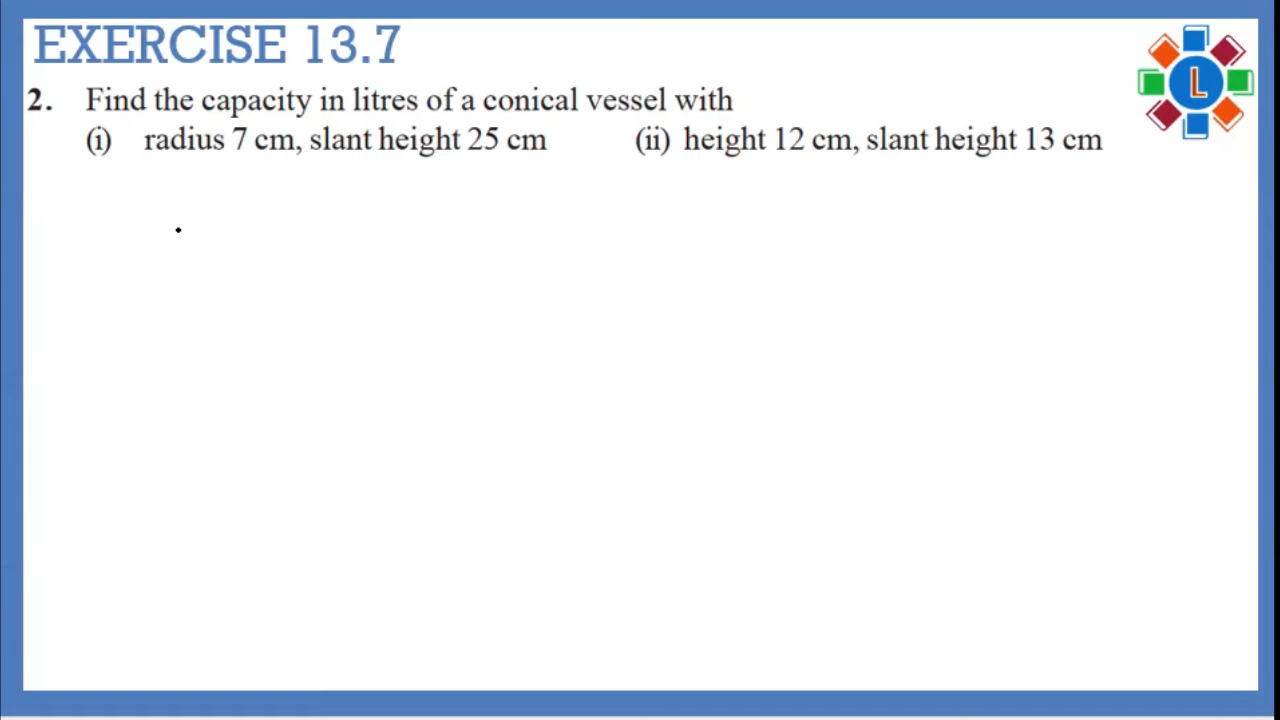 EXERCISE 13.7
L
2. Find the capacity in litres of a conical vessel with
(i) radius 7 cm, slant height 25 cm (ii) height 12 cm, slant height 13 cm